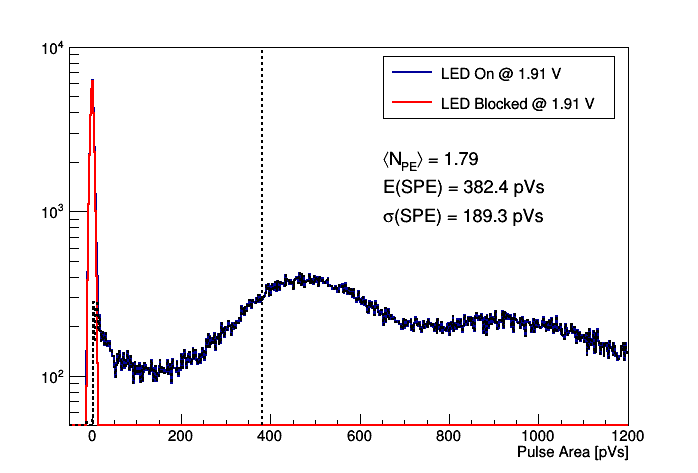 10⁴
LED On @ 1.91 V
LED Blocked @ 1.91 V
⟨N_PE⟩ = 1.79
E(SPE) = 382.4 pVs
σ(SPE) = 189.3 pVs
10³
10²
0 200 400 600 800 1000 1200
Pulse Area [pVs]